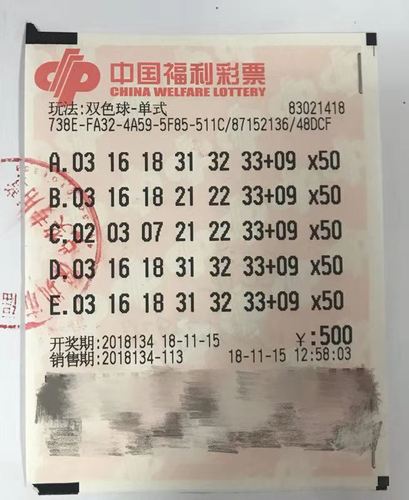 中国福利彩票
CHINA WELFARE LOTTERY
玩法:双色球-单式 83021418
738E-FA32-4A59-5F85-511C/87152136/48DCF
A.03 16 18 31 32 33+09 x50
B.03 16 18 21 22 33+09 x50
C.02 03 07 21 22 33+09 x50
D.03 16 18 31 32 33+09 x50
E.03 16 18 31 32 33+09 x50
开奖期:2018134 18-11-15 ¥:500
销售期:2018134-113 18-11-15 12:58:03